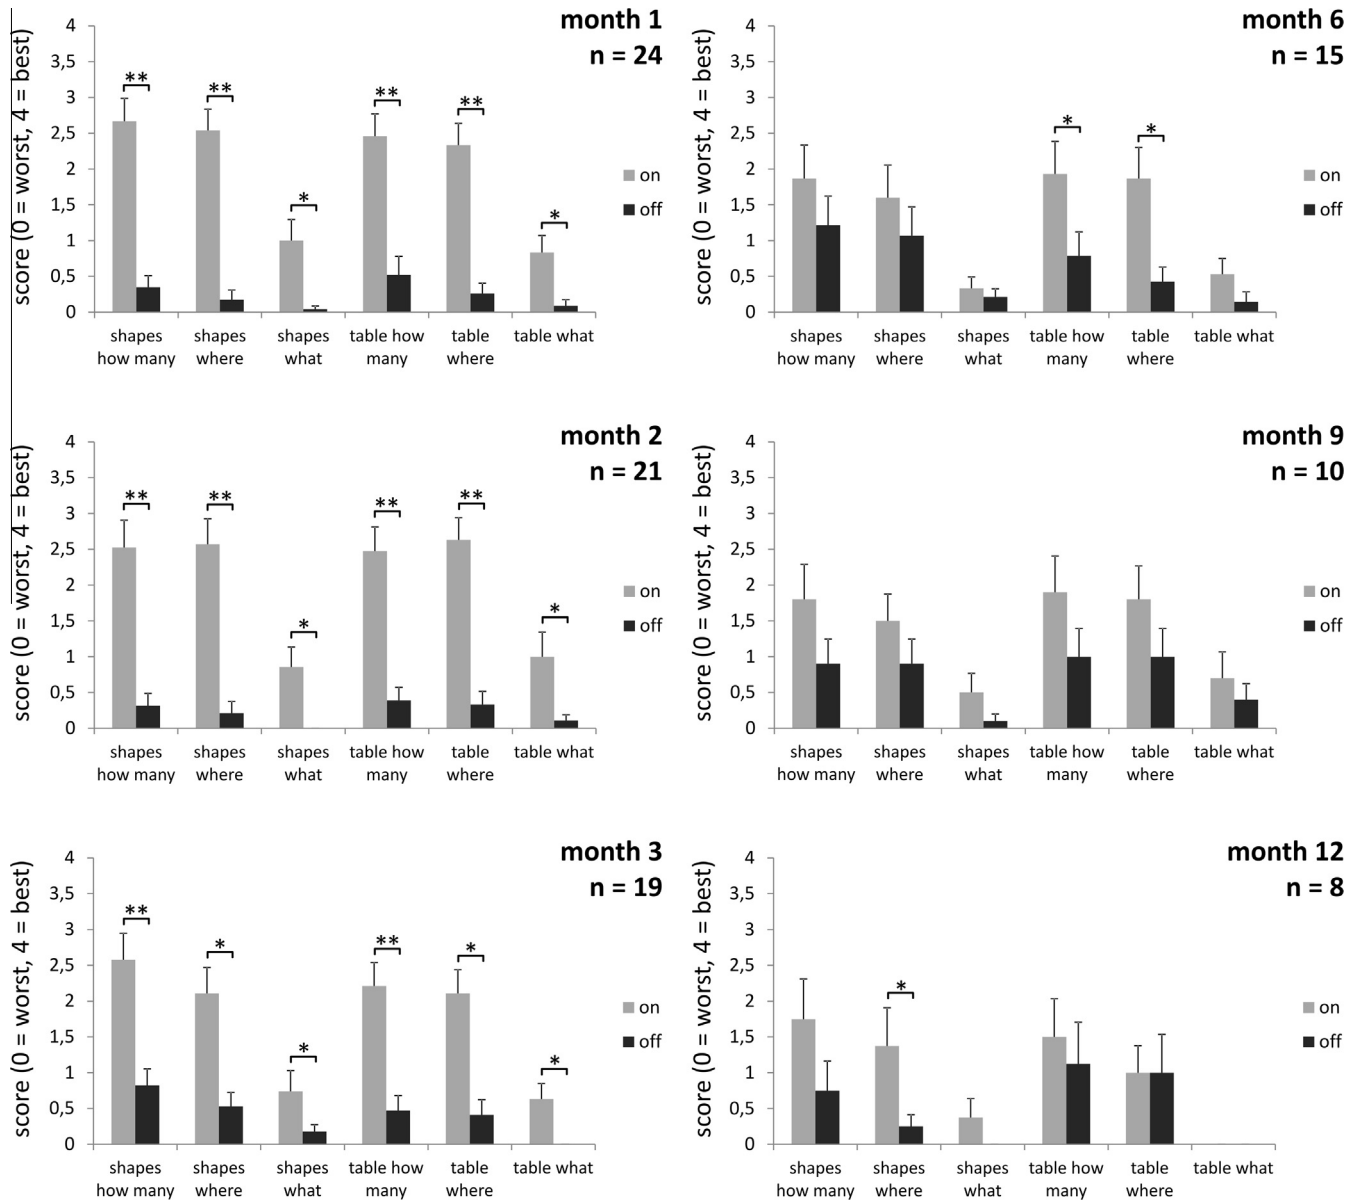 month 1
n = 24
score (0 = worst, 4 = best)
4
3,5
3
2,5
2
1,5
1
0,5
0
** ** * ** ** *
on
off
shapes how many
shapes where
shapes what
table how many
table where
table what
month 6
n = 15
score (0 = worst, 4 = best)
4
3,5
3
2,5
2
1,5
1
0,5
0
* *
on
off
shapes how many
shapes where
shapes what
table how many
table where
table what
month 2
n = 21
score (0 = worst, 4 = best)
4
3,5
3
2,5
2
1,5
1
0,5
0
** ** * ** ** *
on
off
shapes how many
shapes where
shapes what
table how many
table where
table what
month 9
n = 10
score (0 = worst, 4 = best)
4
3,5
3
2,5
2
1,5
1
0,5
0
on
off
shapes how many
shapes where
shapes what
table how many
table where
table what
month 3
n = 19
score (0 = worst, 4 = best)
4
3,5
3
2,5
2
1,5
1
0,5
0
** * * ** * *
on
off
shapes how many
shapes where
shapes what
table how many
table where
table what
month 12
n = 8
score (0 = worst, 4 = best)
4
3,5
3
2,5
2
1,5
1
0,5
0
*
on
off
shapes how many
shapes where
shapes what
table how many
table where
table what